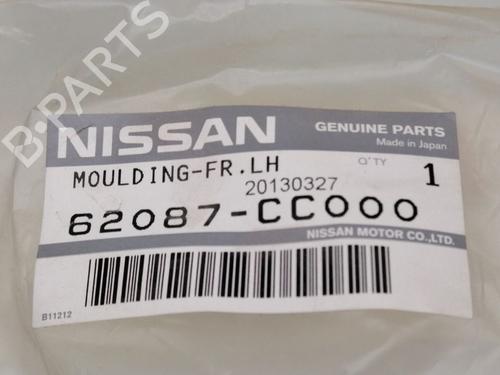 B-PARTS
NISSAN
GENUINE PARTS
Made in Japan
MOULDING-FR.LH
Q'TY
1
20130327
62087-CC000
NISSAN MOTOR CO.,LTD.
B11212